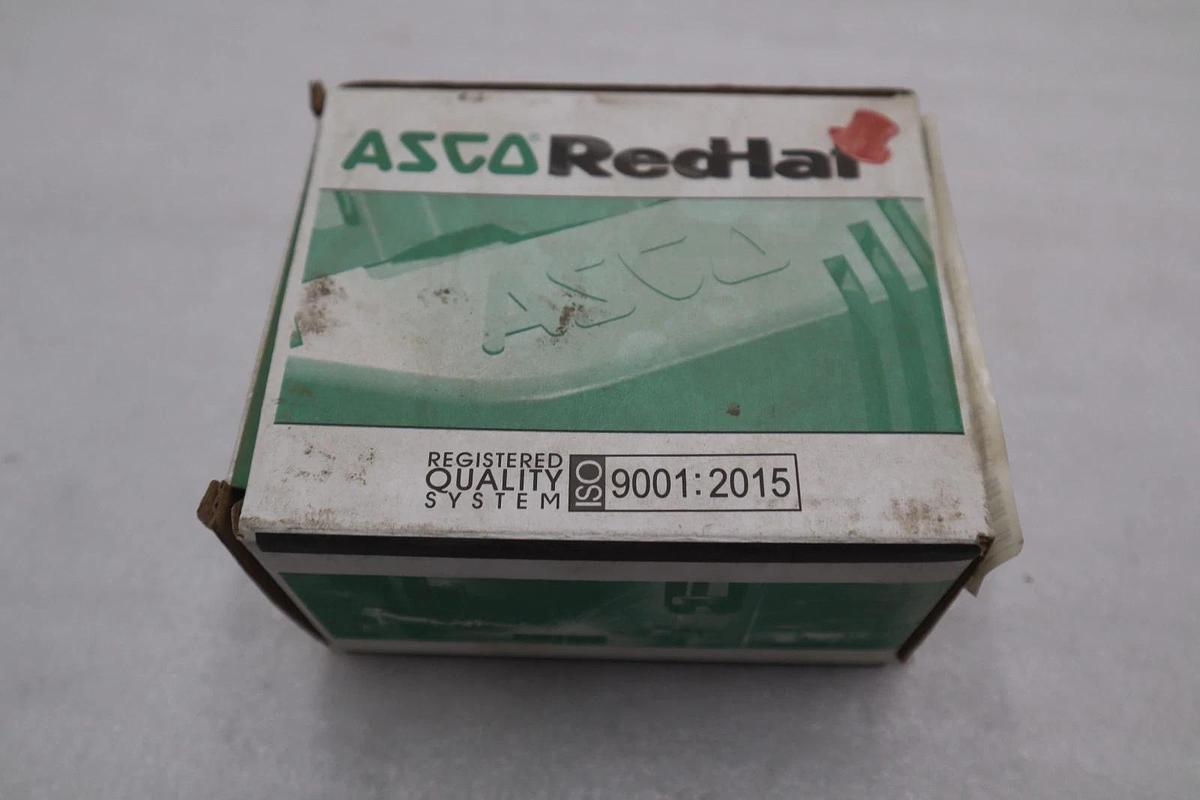 ASCO® RedHat
ASCO
REGISTERED
QUALITY
SYSTEM
ISO 9001:2015